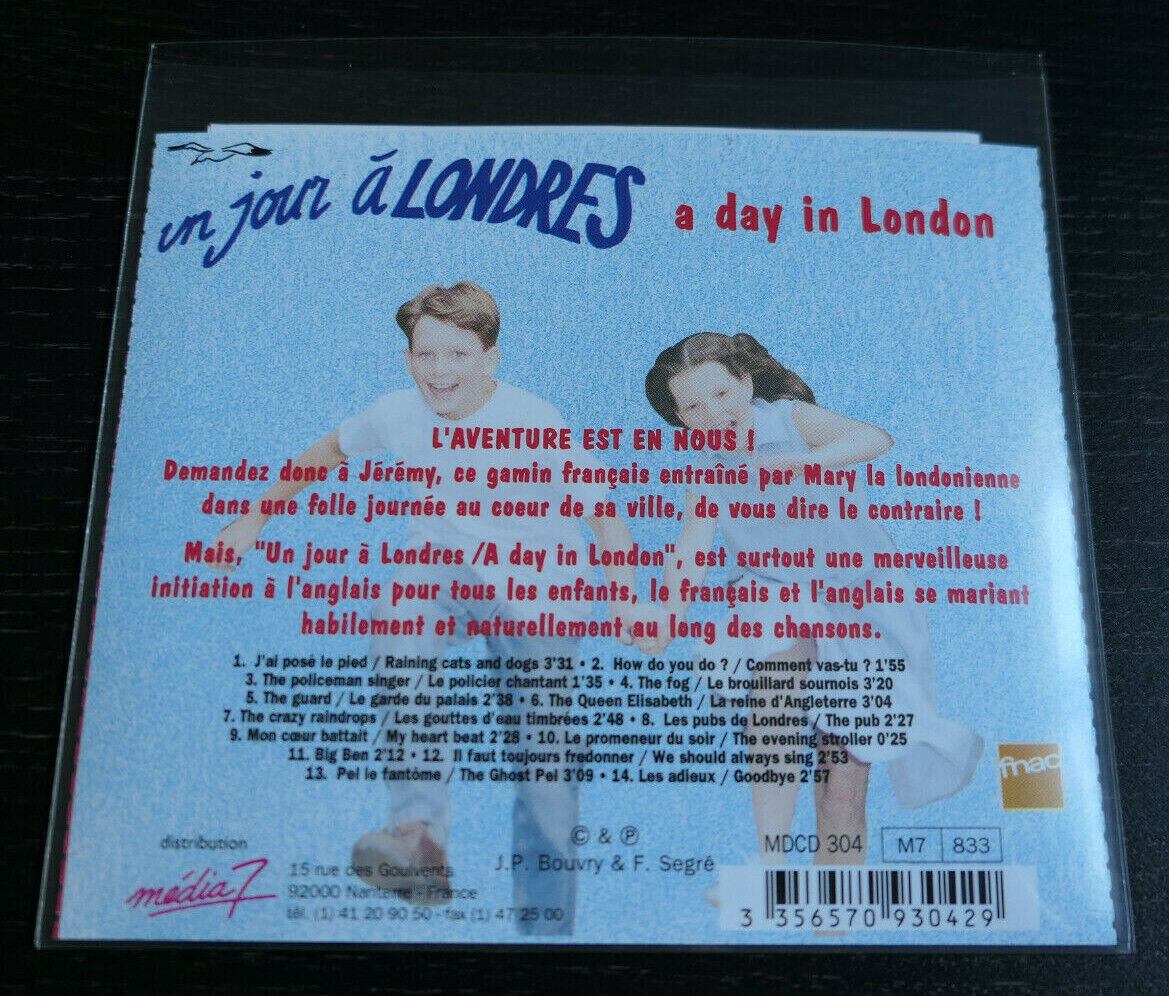 un jour à LONDRES a day in London
L'AVENTURE EST EN NOUS !
Demandez donc à Jérémy, ce gamin français entraîné par Mary la londonienne
dans une folle journée au coeur de sa ville, de vous dire le contraire !
Mais, "Un jour à Londres /A day in London", est surtout une merveilleuse
initiation à l'anglais pour tous les enfants, le français et l'anglais se mariant
habilement et naturellement au long des chansons.
1. J'ai posé le pied / Raining cats and dogs 3'31 • 2. How do you do ? / Comment vas-tu ? 1'55
3. The policeman singer / Le policier chantant 1'35 • 4. The fog / Le brouillard sournois 3'20
5. The guard / Le garde du palais 2'38 • 6. The Queen Elisabeth / La reine d'Angleterre 3'04
7. The crazy raindrops / Les gouttes d'eau timbrées 2'48 • 8. Les pubs de Londres / The pub 2'27
9. Mon cœur battait / My heart beat 2'28 • 10. Le promeneur du soir / The evening stroller 0'25
11. Big Ben 2'12 • 12. Il faut toujours fredonner / We should always sing 2'53
13. Pel le fantôme / The Ghost Pel 3'09 • 14. Les adieux / Goodbye 2'57
fnac
distribution
média 7
15 rue des Goulvents
92000 Nanterre - France
tél. (1) 41 20 90 50 - fax (1) 47 25 00
© & ℗
J.P. Bouvry & F. Segré
MDCD 304 M7 833
3 356570 930429